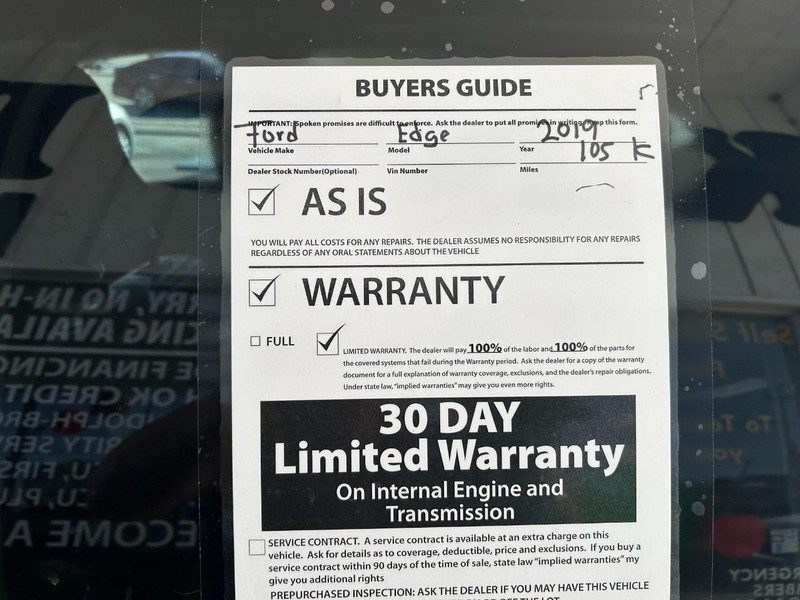 BUYERS GUIDE
IMPORTANT: Spoken promises are difficult to enforce. Ask the dealer to put all promises in writing on this form.
Ford Edge 2019
Vehicle Make Model Year 105 K
Dealer Stock Number(Optional) Vin Number Miles
AS IS
YOU WILL PAY ALL COSTS FOR ANY REPAIRS. THE DEALER ASSUMES NO RESPONSIBILITY FOR ANY REPAIRS
REGARDLESS OF ANY ORAL STATEMENTS ABOUT THE VEHICLE
WARRANTY
FULL
LIMITED WARRANTY. The dealer will pay 100% of the labor and 100% of the parts for
the covered systems that fail during the Warranty period. Ask the dealer for a copy of the warranty
document for a full explanation of warranty coverage, exclusions, and the dealer's repair obligations.
Under state law, "implied warranties" may give you even more rights.
30 DAY
Limited Warranty
On Internal Engine and
Transmission
SERVICE CONTRACT. A service contract is available at an extra charge on this
vehicle. Ask for details as to coverage, deductible, price and exclusions. If you buy a
service contract within 90 days of the time of sale, state law "implied warranties" my
give you additional rights
PREPURCHASED INSPECTION: ASK THE DEALER IF YOU MAY HAVE THIS VEHICLE